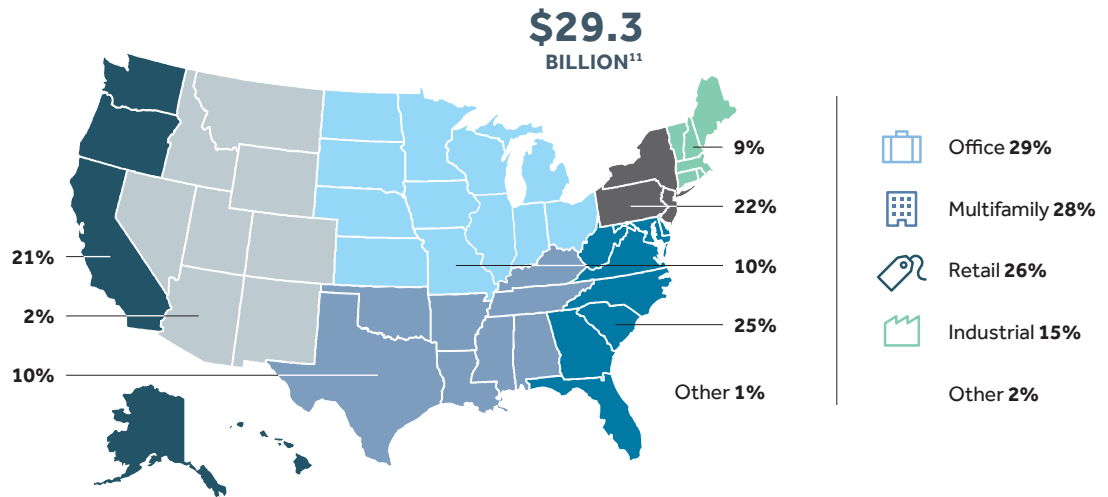 $29.3
BILLION¹¹
9%
22%
21%
10%
2%
25%
10%
Other 1%
Office 29%
Multifamily 28%
Retail 26%
Industrial 15%
Other 2%